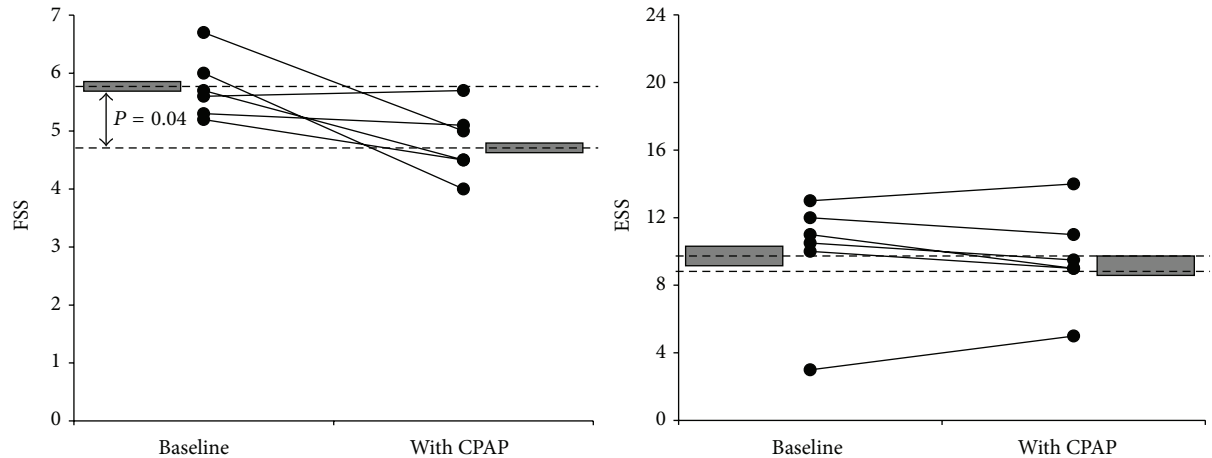 7
6
5
4
3
2
1
0
FSS
P = 0.04
Baseline
With CPAP
24
20
16
12
8
4
0
ESS
Baseline
With CPAP